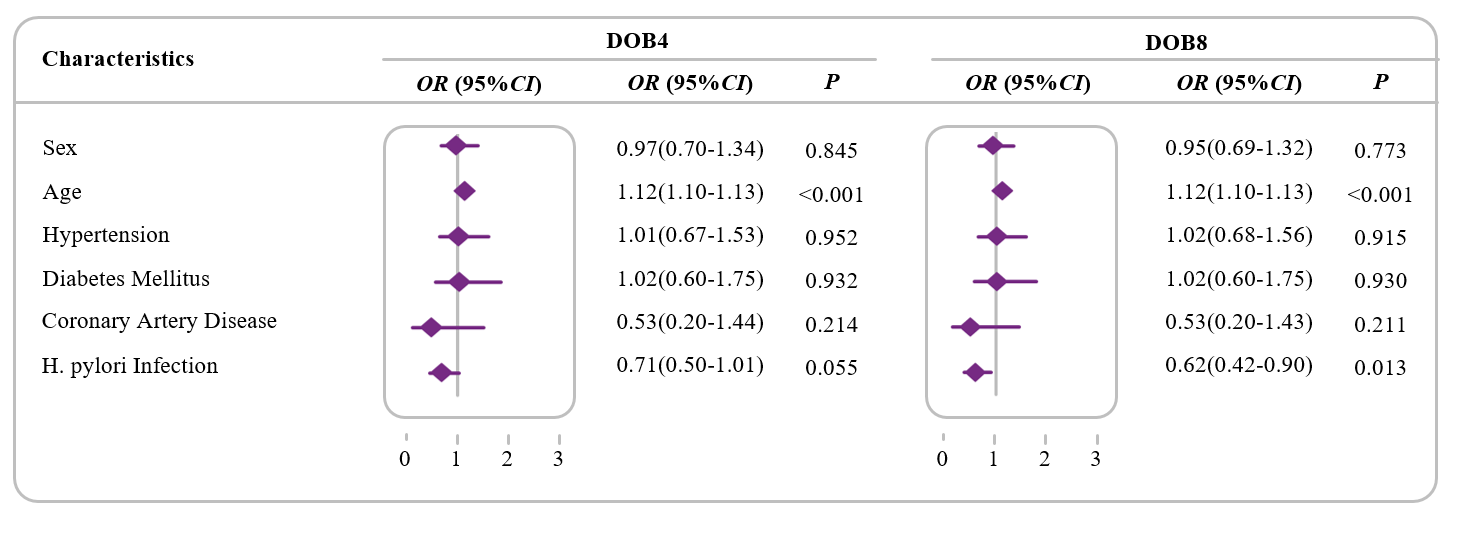 Characteristics DOB4 DOB8
OR (95%CI) OR (95%CI) P OR (95%CI) OR (95%CI) P
Sex 0.97(0.70-1.34) 0.845 0.95(0.69-1.32) 0.773
Age 1.12(1.10-1.13) <0.001 1.12(1.10-1.13) <0.001
Hypertension 1.01(0.67-1.53) 0.952 1.02(0.68-1.56) 0.915
Diabetes Mellitus 1.02(0.60-1.75) 0.932 1.02(0.60-1.75) 0.930
Coronary Artery Disease 0.53(0.20-1.44) 0.214 0.53(0.20-1.43) 0.211
H. pylori Infection 0.71(0.50-1.01) 0.055 0.62(0.42-0.90) 0.013
0 1 2 3 0 1 2 3